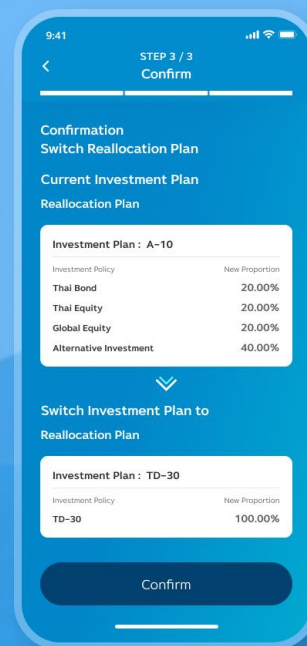 9:41
STEP 3 / 3
Confirm
Confirmation
Switch Reallocation Plan
Current Investment Plan
Reallocation Plan
Investment Plan : A-10
Investment Policy New Proportion
Thai Bond 20.00%
Thai Equity 20.00%
Global Equity 20.00%
Alternative Investment 40.00%
Switch Investment Plan to
Reallocation Plan
Investment Plan : TD-30
Investment Policy New Proportion
TD-30 100.00%
Confirm